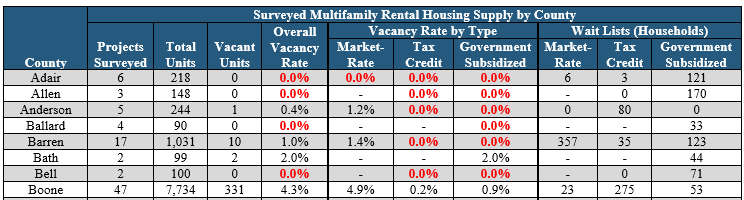 Surveyed Multifamily Rental Housing Supply by County
County Projects Surveyed Total Units Vacant Units Overall Vacancy Rate Vacancy Rate by Type Wait Lists (Households)
Market-Rate Tax Credit Government Subsidized Market-Rate Tax Credit Government Subsidized
Adair 6 218 0 0.0% 0.0% 0.0% 0.0% 6 3 121
Allen 3 148 0 0.0% - 0.0% 0.0% - 0 170
Anderson 5 244 1 0.4% 1.2% 0.0% 0.0% 0 80 0
Ballard 4 90 0 0.0% - - 0.0% - - 33
Barren 17 1,031 10 1.0% 1.4% 0.0% 0.0% 357 35 123
Bath 2 99 2 2.0% - - 2.0% - - 44
Bell 2 100 0 0.0% - 0.0% 0.0% - 0 71
Boone 47 7,734 331 4.3% 4.9% 0.2% 0.9% 23 275 53